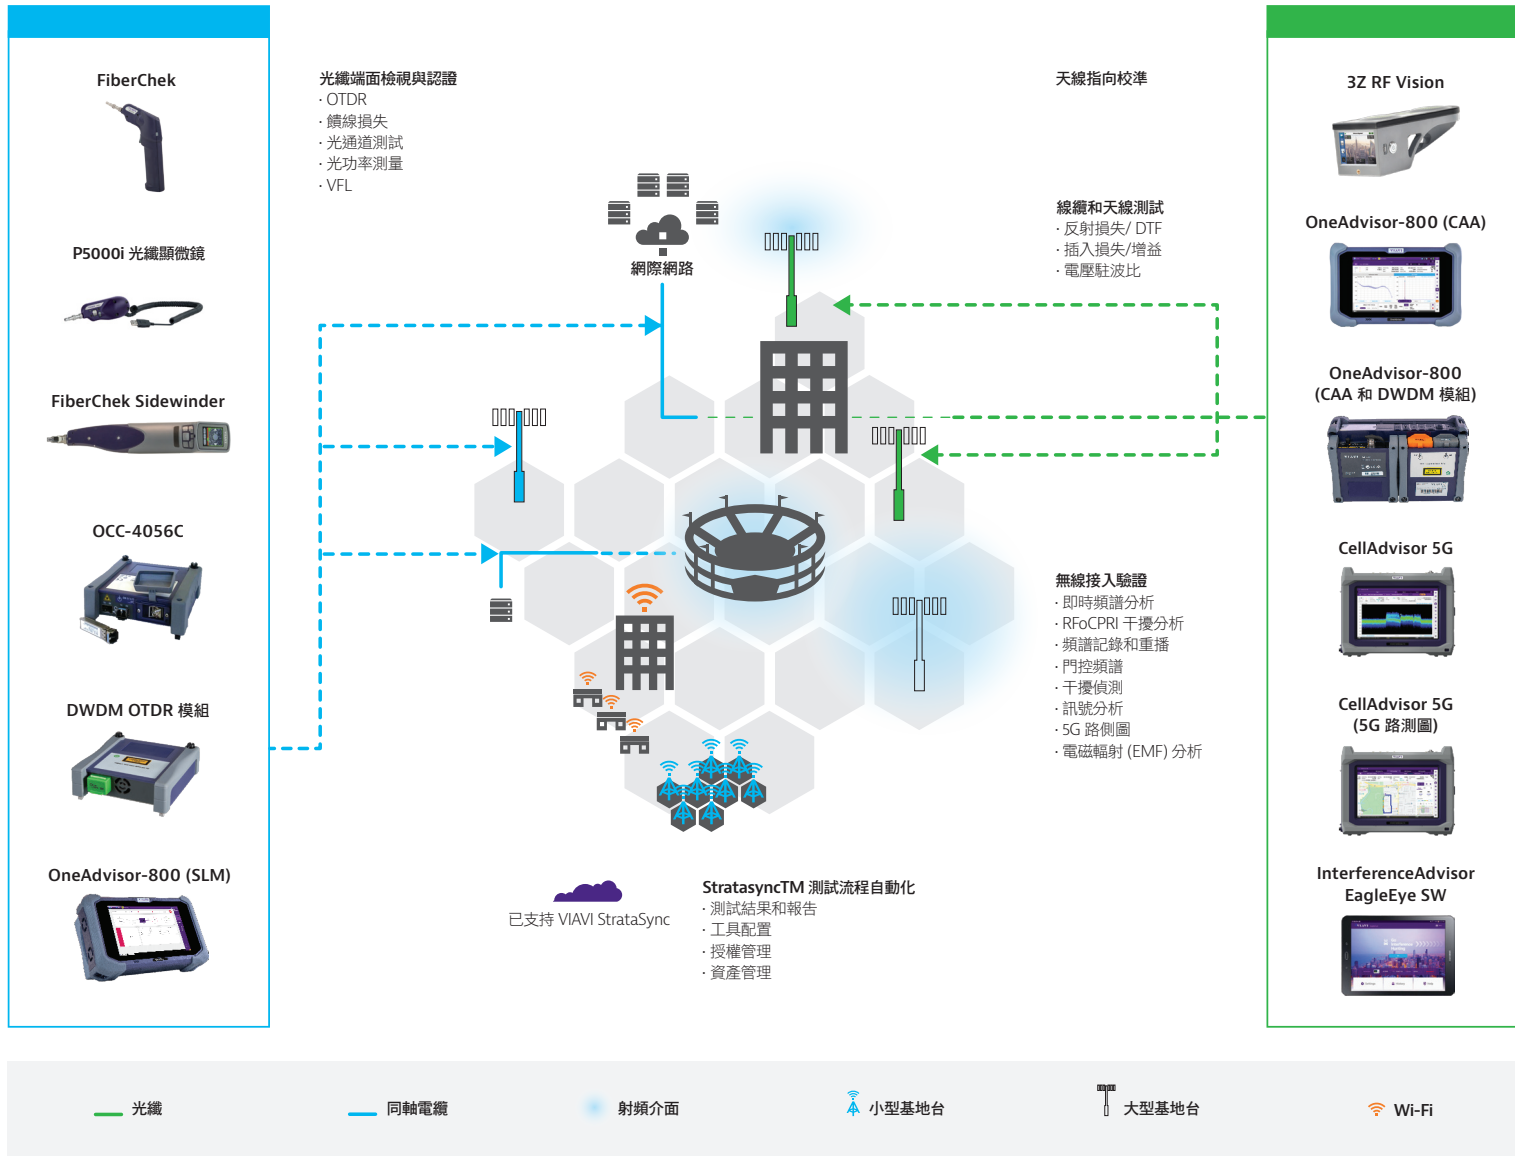 FiberChek
P5000i 光纖顯微鏡
FiberChek Sidewinder
OCC-4056C
DWDM OTDR 模組
OneAdvisor-800 (SLM)
光纖端面檢視與認證
· OTDR
· 饋線損失
· 光通道測試
· 光功率測量
· VFL
網際網路
天線指向校準
線纜和天線測試
· 反射損失/ DTF
· 插入損失/增益
· 電壓駐波比
無線接入驗證
· 即時頻譜分析
· RFoCPRI 干擾分析
· 頻譜記錄和重播
· 門控頻譜
· 干擾偵測
· 訊號分析
· 5G 路側圖
· 電磁輻射 (EMF) 分析
已支持 VIAVI StrataSync
StratasyncTM 測試流程自動化
· 測試結果和報告
· 工具配置
· 授權管理
· 資產管理
3Z RF Vision
OneAdvisor-800 (CAA)
OneAdvisor-800
(CAA 和 DWDM 模組)
CellAdvisor 5G
CellAdvisor 5G
(5G 路測圖)
InterferenceAdvisor
EagleEye SW
光纖
同軸電纜
射頻介面
小型基地台
大型基地台
Wi-Fi